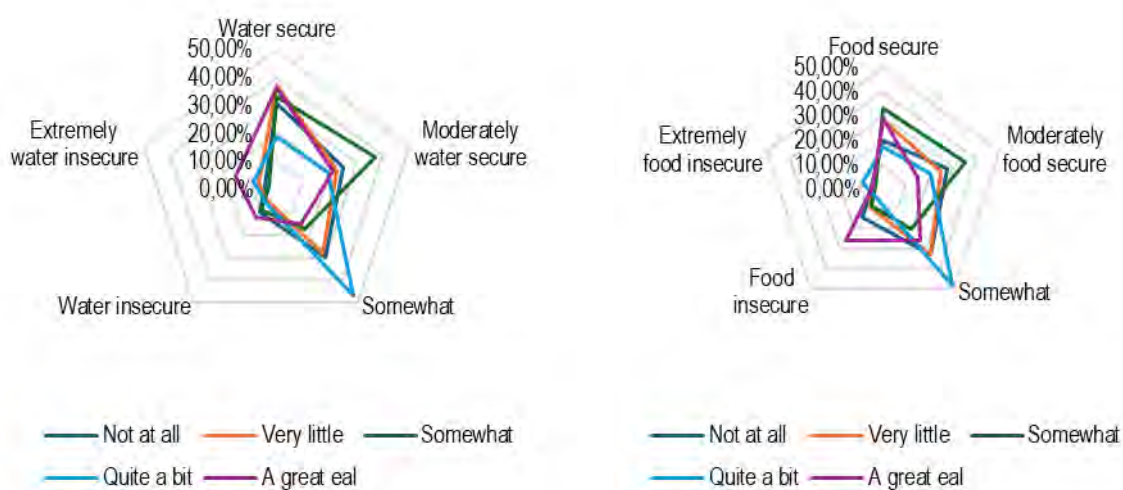 Water secure
50,00%
40,00%
30,00%
20,00%
10,00%
0,00%
Extremely
water insecure
Moderately
water secure
Water insecure
Somewhat
Not at all
Very little
Somewhat
Quite a bit
A great eal
Food secure
50,00%
40,00%
30,00%
20,00%
10,00%
0,00%
Extremely
food insecure
Moderately
food secure
Food
insecure
Somewhat
Not at all
Very little
Somewhat
Quite a bit
A great eal